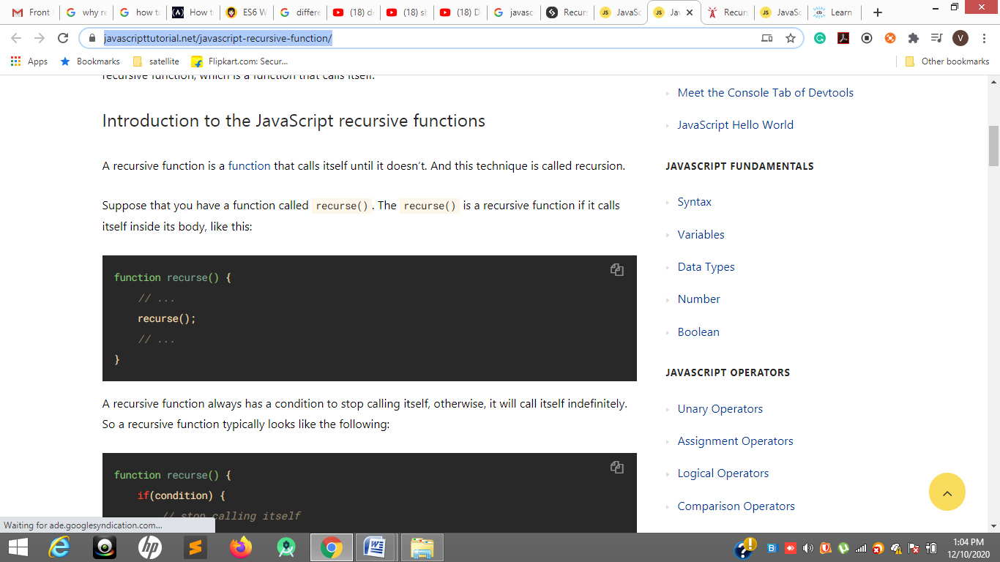 Front
why re
how to
How to
ES6 W
differe
(18) de
(18) sh
(18) D
javasc
Recurs
JavaSc
Jav
Recurs
JavaSc
Learn
javascripttutorial.net/javascript-recursive-function/
V
Apps
Bookmarks
satellite
Flipkart.com: Secur...
Other bookmarks
recursive function, which is a function that calls itself.
Introduction to the JavaScript recursive functions
A recursive function is a function that calls itself until it doesn't. And this technique is called recursion.
Suppose that you have a function called recurse(). The recurse() is a recursive function if it calls
itself inside its body, like this:
function recurse() {
// ...
recurse();
// ...
}
A recursive function always has a condition to stop calling itself, otherwise, it will call itself indefinitely.
So a recursive function typically looks like the following:
function recurse() {
if(condition) {
// stop calling itself
Meet the Console Tab of Devtools
JavaScript Hello World
JAVASCRIPT FUNDAMENTALS
Syntax
Variables
Data Types
Number
Boolean
JAVASCRIPT OPERATORS
Unary Operators
Assignment Operators
Logical Operators
Comparison Operators
Waiting for ade.googlesyndication.com...
1:04 PM
12/10/2020